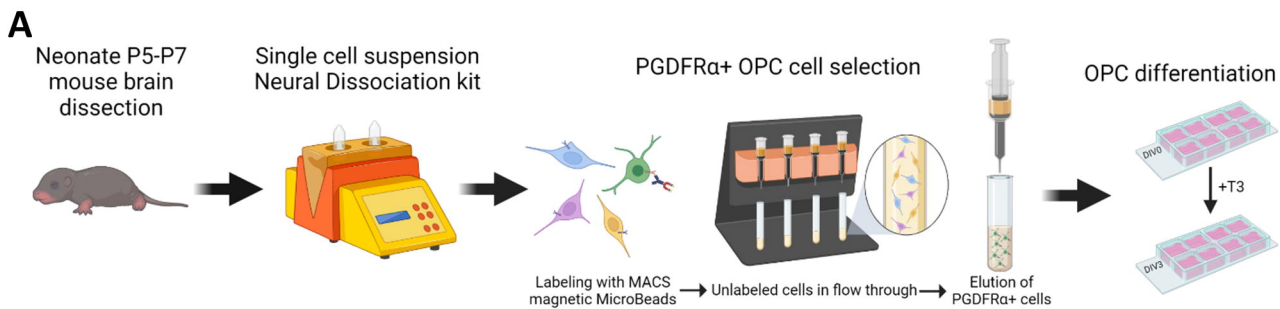 A
Neonate P5-P7
mouse brain
dissection
Single cell suspension
Neural Dissociation kit
PGDFRα+ OPC cell selection
OPC differentiation
DIV0
+T3
DIV3
Labeling with MACS
magnetic MicroBeads
Unlabeled cells in flow through
Elution of
PGDFRα+ cells